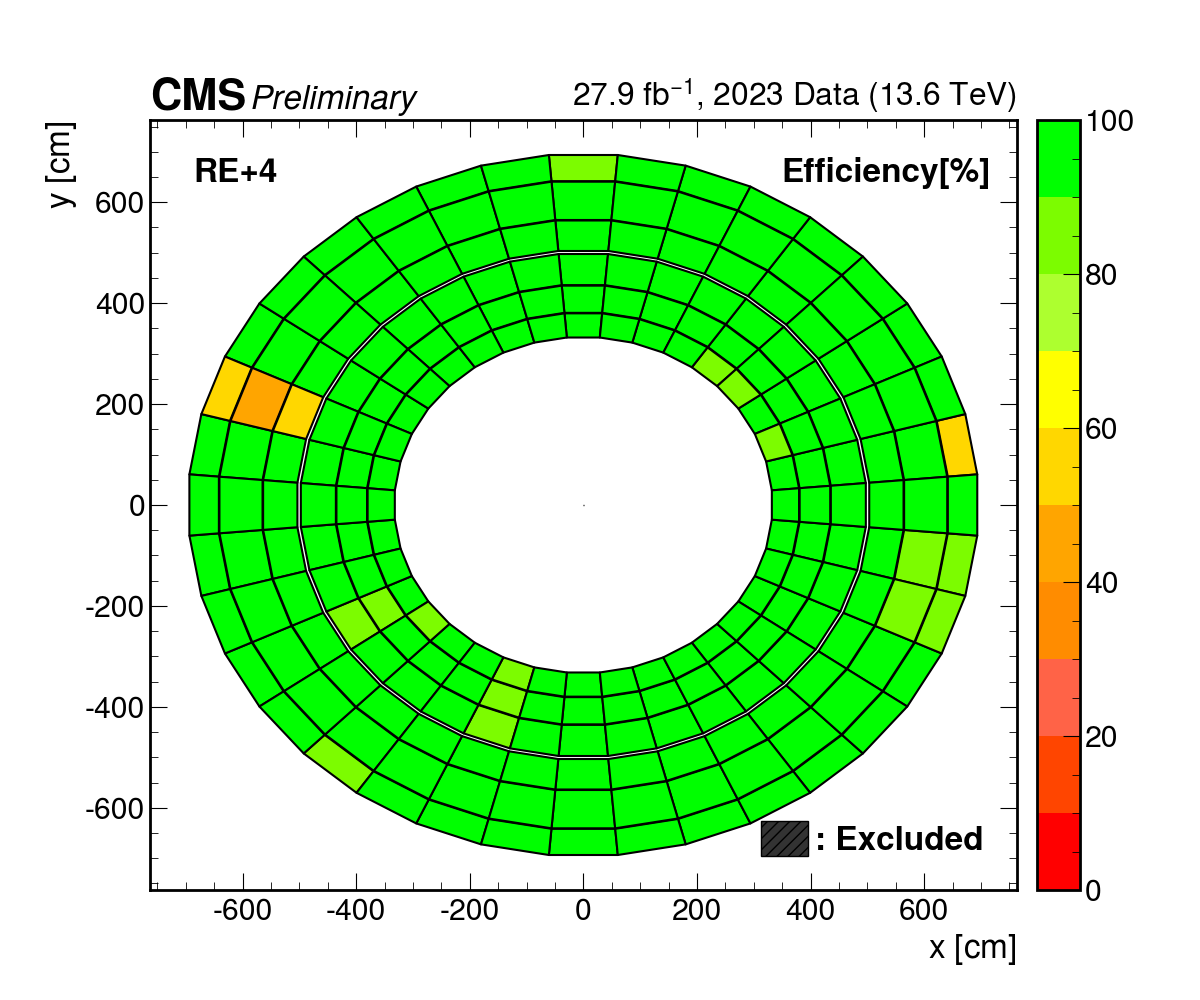 CMS Preliminary 27.9 fb⁻¹, 2023 Data (13.6 TeV)
y [cm]
RE+4 Efficiency[%]
600
400
200
0
-200
-400
-600
: Excluded
-600 -400 -200 0 200 400 600
x [cm]
100
80
60
40
20
0